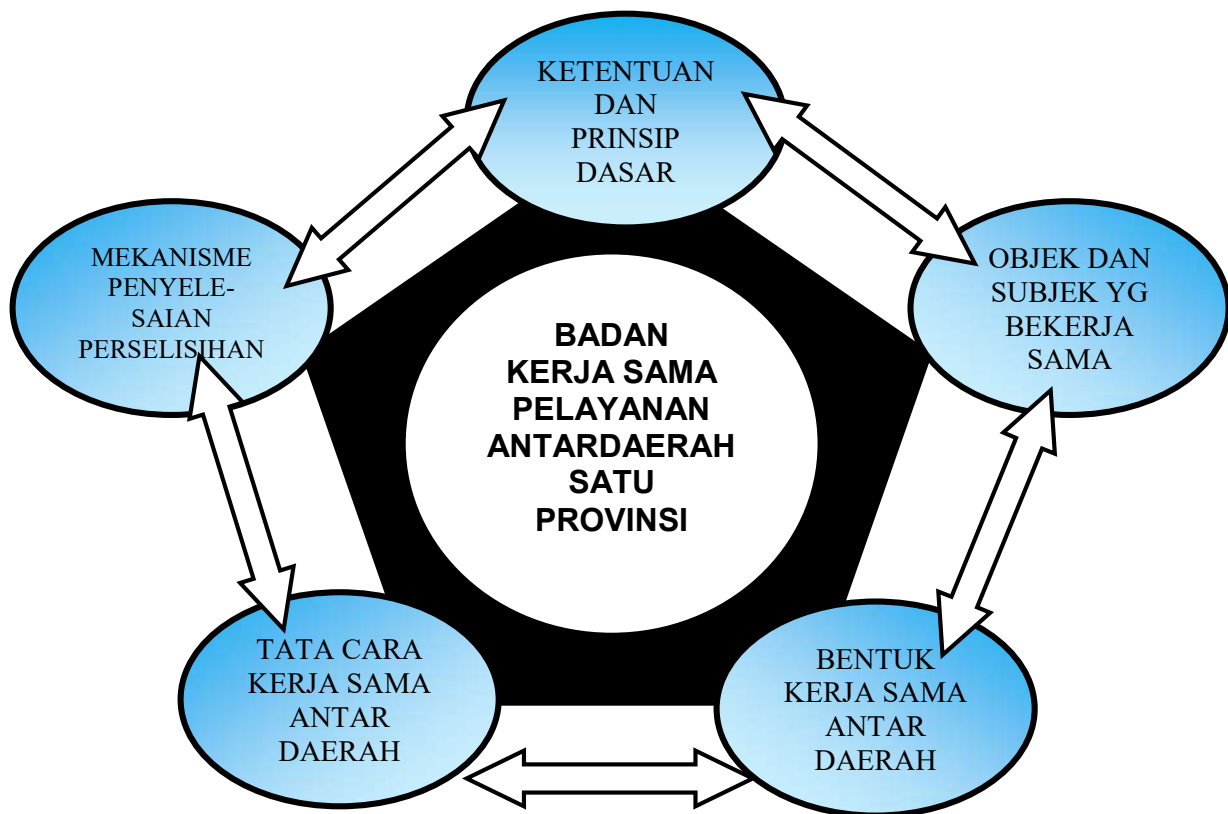 KETENTUAN
DAN
PRINSIP
DASAR
MEKANISME
PENYELE-
SAIAN
PERSELISIHAN
OBJEK DAN
SUBJEK YG
BEKERJA
SAMA
BADAN
KERJA SAMA
PELAYANAN
ANTARDAERAH
SATU
PROVINSI
TATA CARA
KERJA SAMA
ANTAR
DAERAH
BENTUK
KERJA SAMA
ANTAR
DAERAH